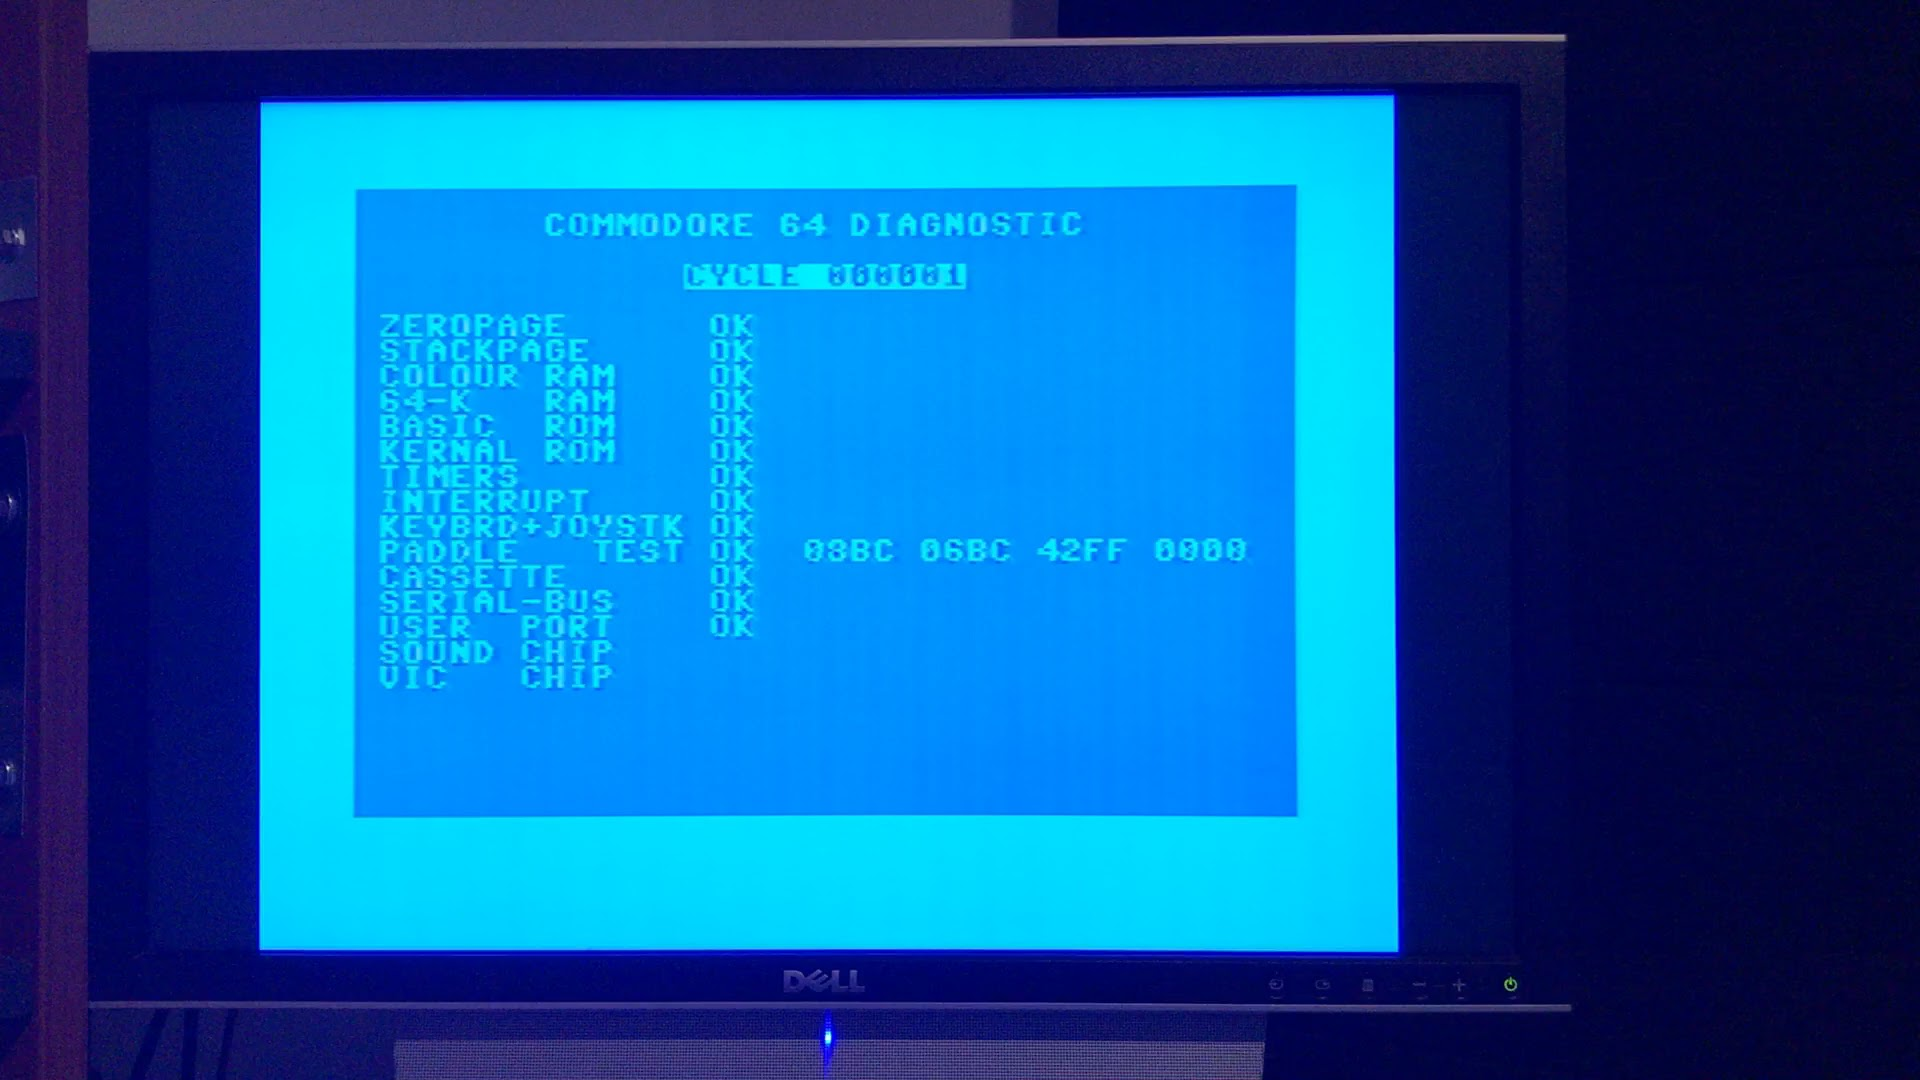 COMMODORE 64 DIAGNOSTIC
CYCLE 000001
ZEROPAGE OK
STACKPAGE OK
COLOUR RAM OK
64-K RAM OK
BASIC ROM OK
KERNAL ROM OK
TIMERS OK
INTERRUPT OK
KEYBRD+JOYSTK OK
PADDLE TEST OK 03BC 06BC 42FF 0000
CASSETTE OK
SERIAL-BUS OK
USER PORT OK
SOUND CHIP
VIC CHIP
DELL